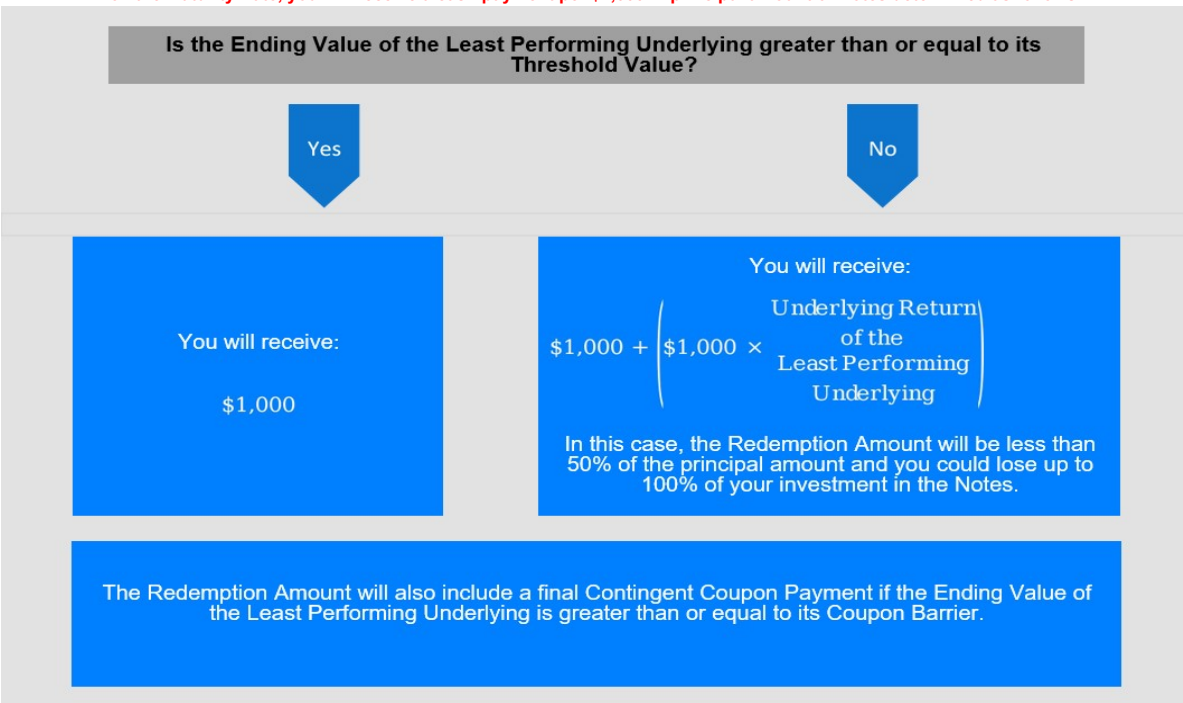 Is the Ending Value of the Least Performing Underlying greater than or equal to its
Threshold Value?
Yes
No
You will receive:
$1,000
You will receive:
$1,000 + ($1,000 × Underlying Return
of the
Least Performing
Underlying)
In this case, the Redemption Amount will be less than
50% of the principal amount and you could lose up to
100% of your investment in the Notes.
The Redemption Amount will also include a final Contingent Coupon Payment if the Ending Value of
the Least Performing Underlying is greater than or equal to its Coupon Barrier.